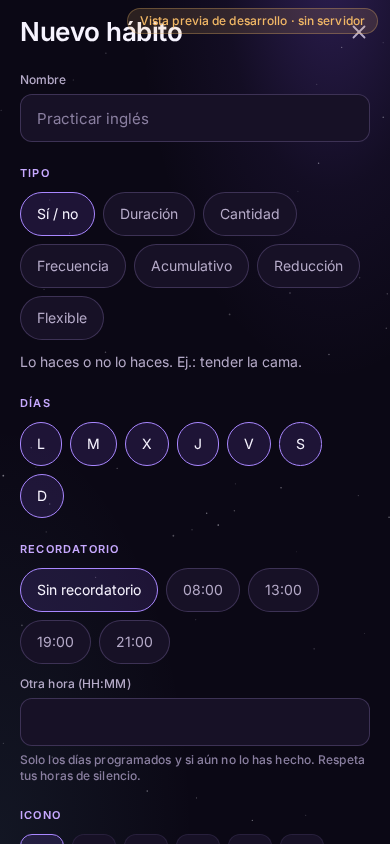 Vista previa de desarrollo · sin servidor
Nuevo hábito
Nombre
Practicar inglés
TIPO
Sí / no
Duración
Cantidad
Frecuencia
Acumulativo
Reducción
Flexible
Lo haces o no lo haces. Ej.: tender la cama.
DÍAS
L
M
X
J
V
S
D
RECORDATORIO
Sin recordatorio
08:00
13:00
19:00
21:00
Otra hora (HH:MM)
Solo los días programados y si aún no lo has hecho. Respeta
tus horas de silencio.
ICONO